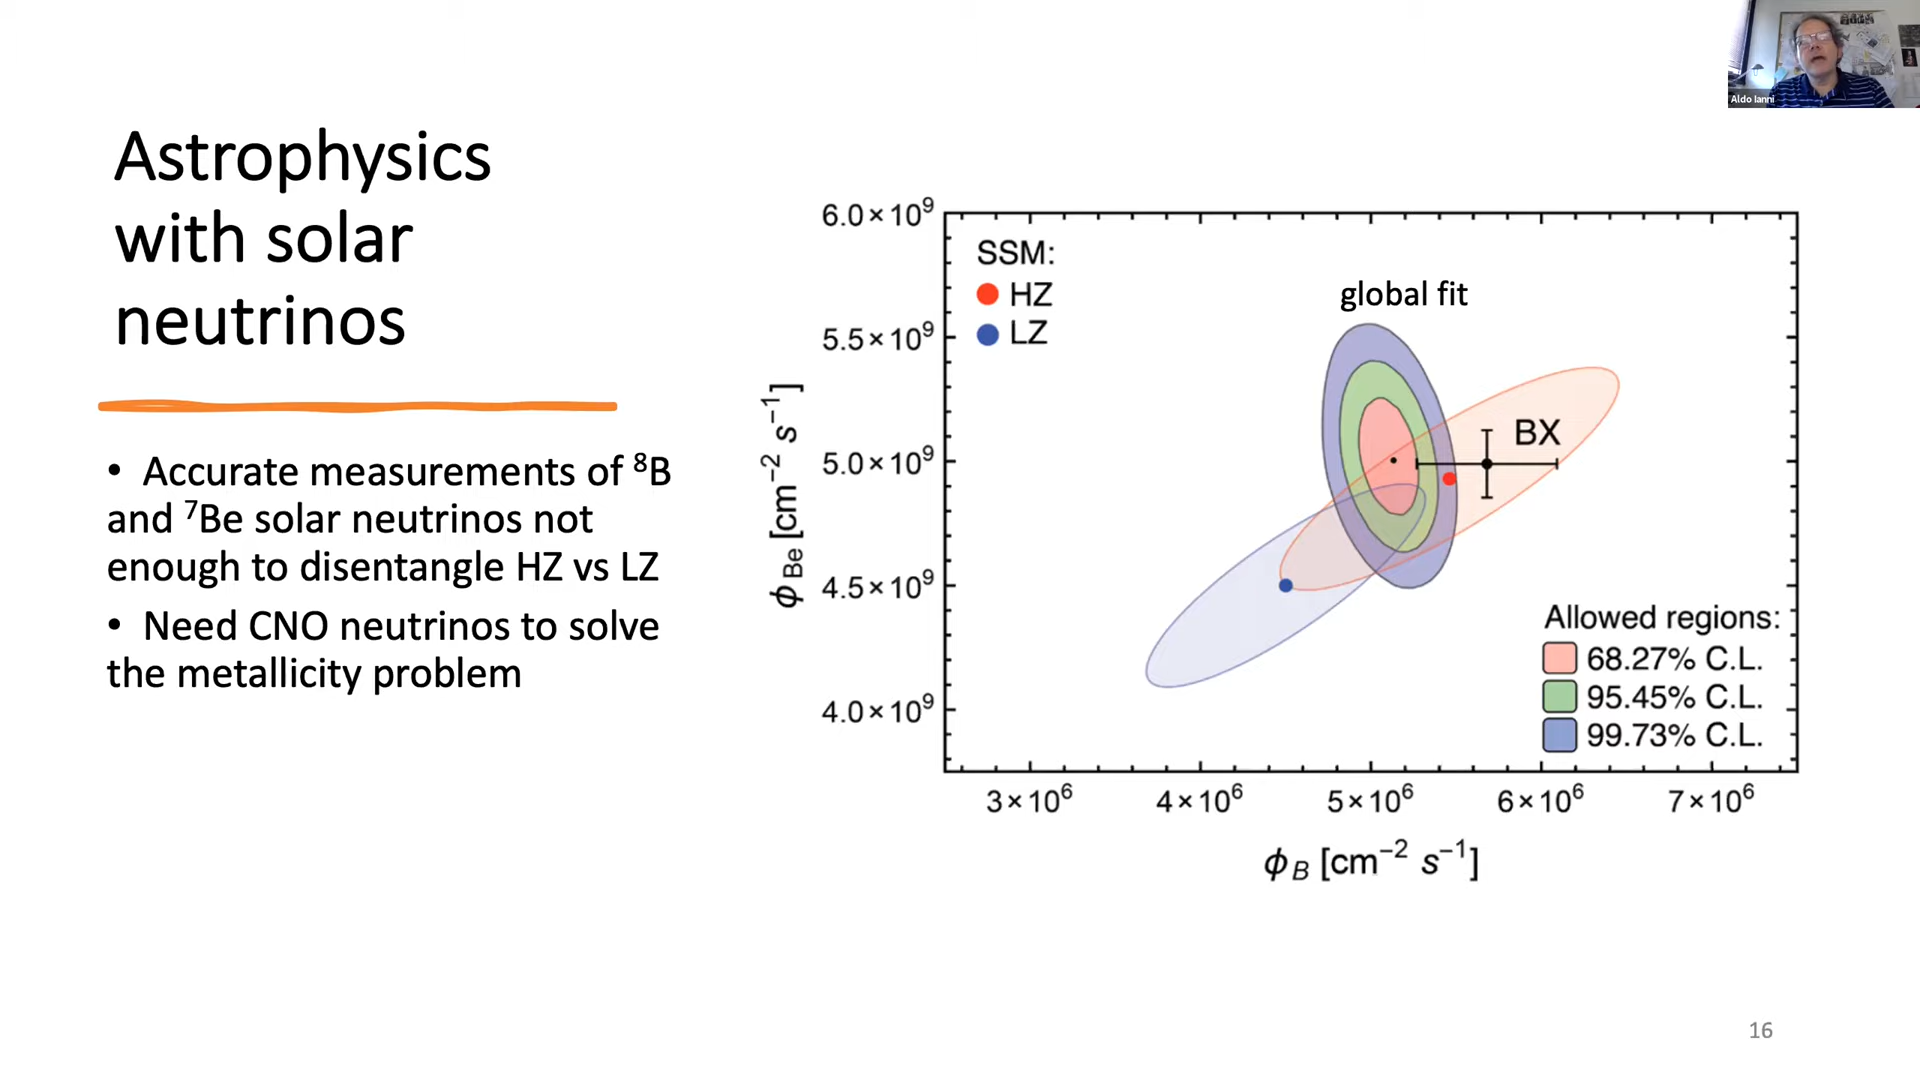 Aldo Ianni
Astrophysics
with solar
neutrinos
• Accurate measurements of ⁸B
and ⁷Be solar neutrinos not
enough to disentangle HZ vs LZ
• Need CNO neutrinos to solve
the metallicity problem
6.0×10⁹
5.5×10⁹
5.0×10⁹
4.5×10⁹
4.0×10⁹
ϕ Be [cm⁻² s⁻¹]
SSM:
HZ
LZ
global fit
BX
Allowed regions:
68.27% C.L.
95.45% C.L.
99.73% C.L.
3×10⁶ 4×10⁶ 5×10⁶ 6×10⁶ 7×10⁶
ϕ B [cm⁻² s⁻¹]
16